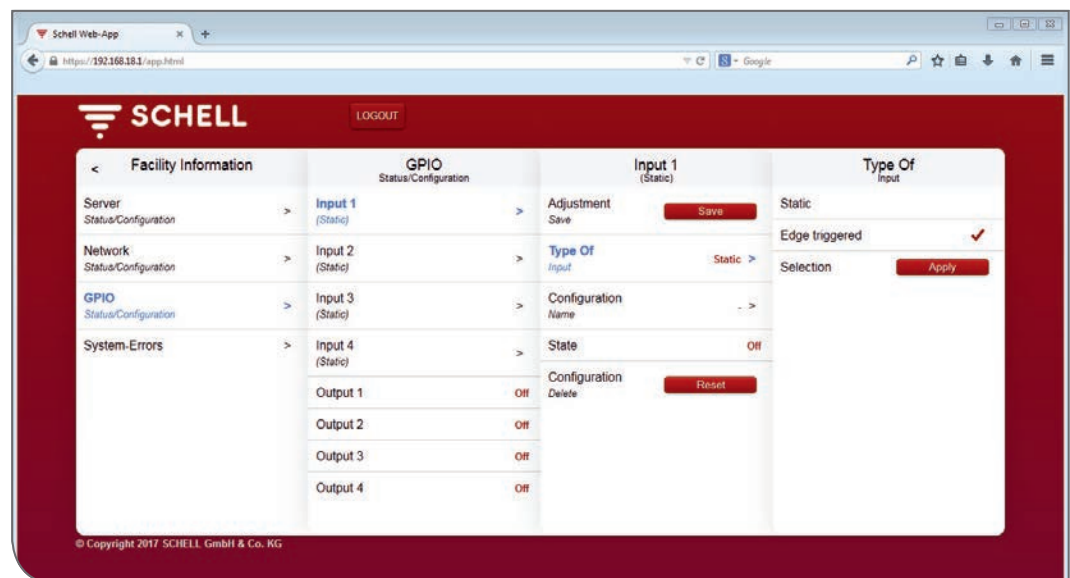 Schell Web-App
https://192.168.18.1/app.html
Google
SCHELL
LOGOUT
< Facility Information
Server
Status/Configuration
>
Network
Status/Configuration
>
GPIO
Status/Configuration
>
System-Errors
>
GPIO
Status/Configuration
Input 1
(Static)
>
Input 2
(Static)
>
Input 3
(Static)
>
Input 4
(Static)
>
Output 1 Off
Output 2 Off
Output 3 Off
Output 4 Off
Input 1
(Static)
Adjustment
Save
Save
Type Of
Input
Static >
Configuration
Name
- >
State Off
Configuration
Delete
Reset
Type Of
Input
Static
Edge triggered ✓
Selection Apply
© Copyright 2017 SCHELL GmbH & Co. KG